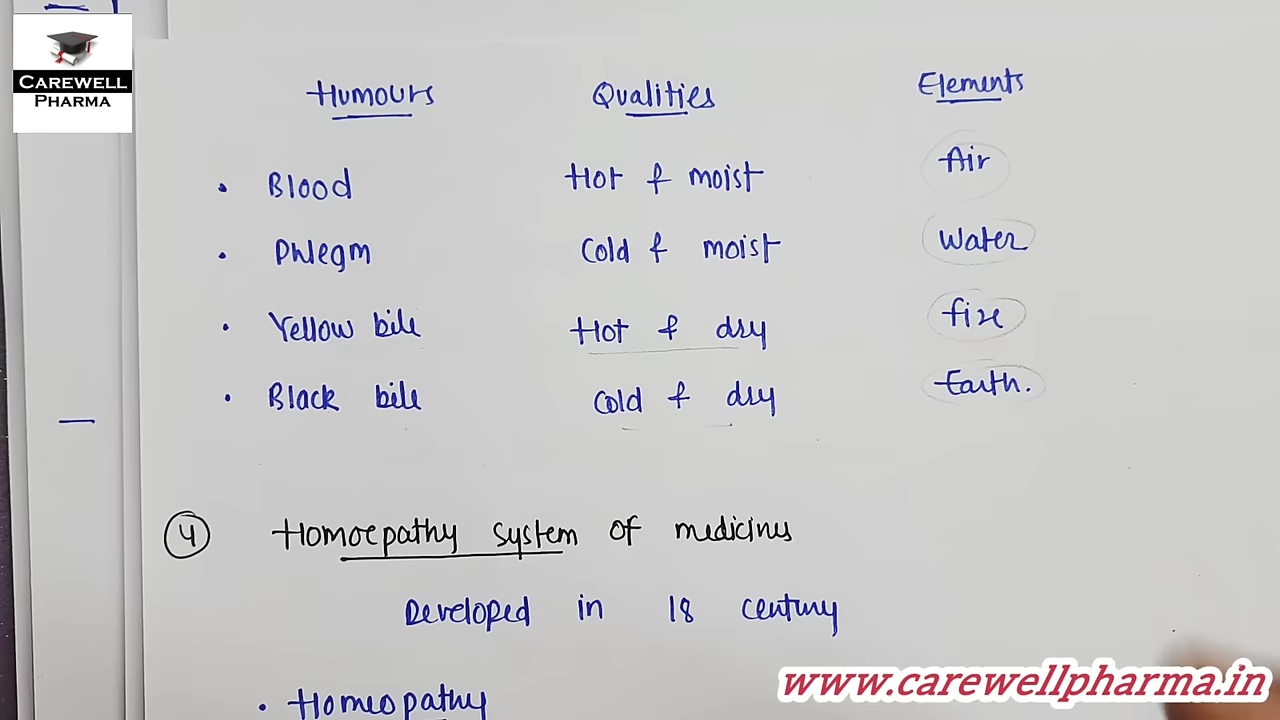 CAREWELL
PHARMA
Humours Qualities Elements
• Blood Hot & moist Air
• Phlegm Cold & moist Water
• Yellow bile Hot & dry fire
• Black bile Cold & dry Earth.
4 Homoepathy system of medicines
Developed in 18 century
• Homeopathy
www.carewellpharma.in